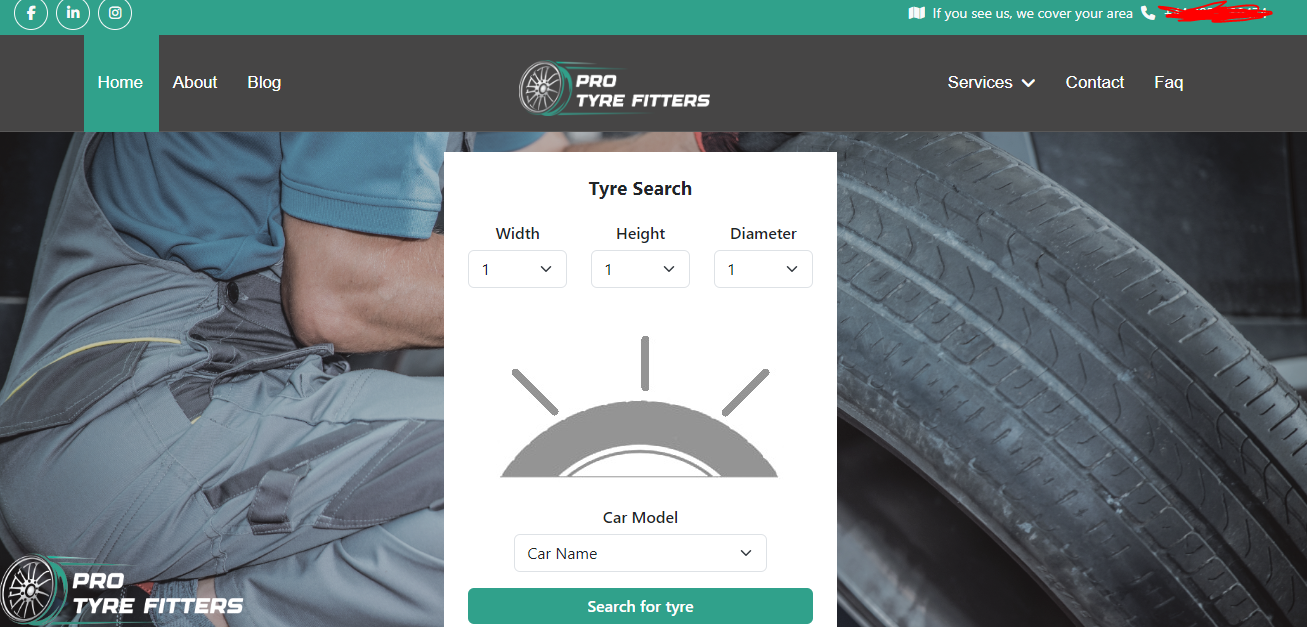 If you see us, we cover your area
Home About Blog
PRO
TYRE FITTERS
Services Contact Faq
Tyre Search
Width Height Diameter
1 1 1
Car Model
Car Name
Search for tyre
PRO
TYRE FITTERS